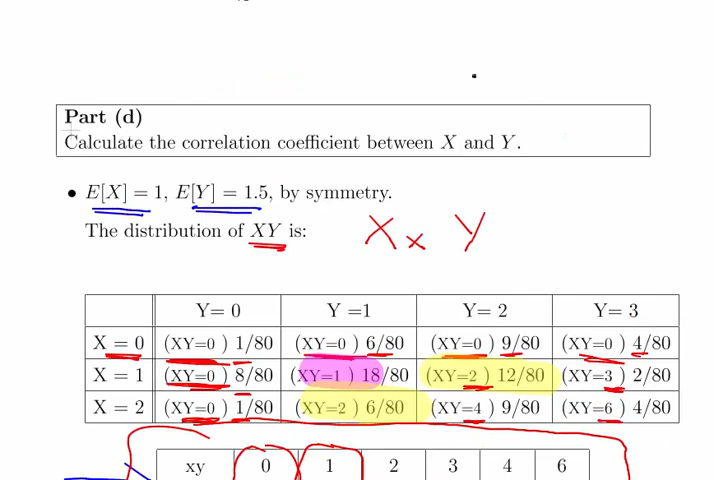 Part (d)
Calculate the correlation coefficient between X and Y.
• E[X] = 1, E[Y] = 1.5, by symmetry.
The distribution of XY is:
X × Y
Y= 0 Y =1 Y= 2 Y= 3
X = 0 (XY=0 ) 1/80 (XY=0 ) 6/80 (XY=0 ) 9/80 (XY=0 ) 4/80
X = 1 (XY=0 ) 8/80 (XY=1 ) 18/80 (XY=2 ) 12/80 (XY=3 ) 2/80
X = 2 (XY=0 ) 1/80 (XY=2 ) 6/80 (XY=4 ) 9/80 (XY=6 ) 4/80
xy 0 1 2 3 4 6